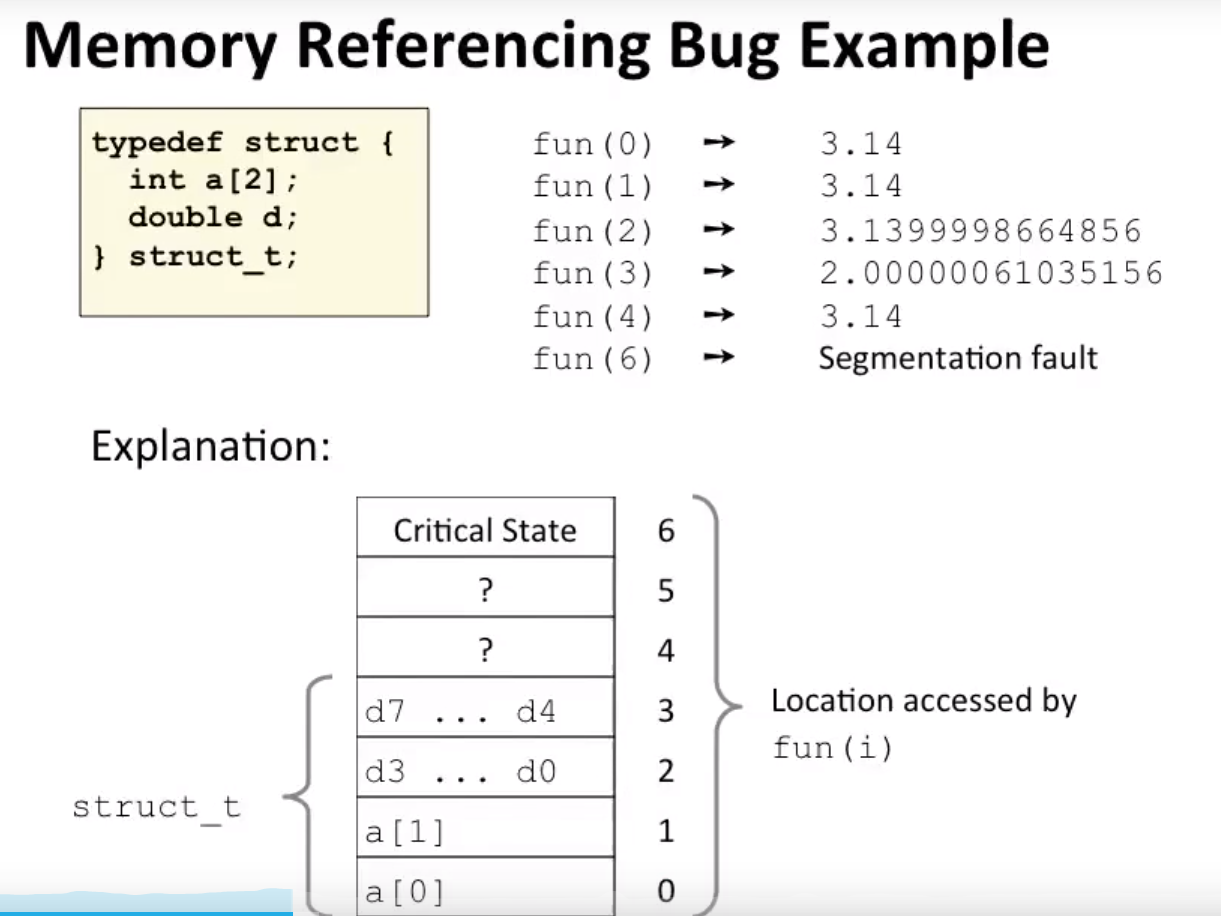 Memory Referencing Bug Example
typedef struct {
int a[2];
double d;
} struct_t;
fun(0) → 3.14
fun(1) → 3.14
fun(2) → 3.1399998664856
fun(3) → 2.00000061035156
fun(4) → 3.14
fun(6) → Segmentation fault
Explanation:
Critical State 6
? 5
? 4
d7 ... d4 3
d3 ... d0 2
a[1] 1
a[0] 0
struct_t
Location accessed by
fun(i)